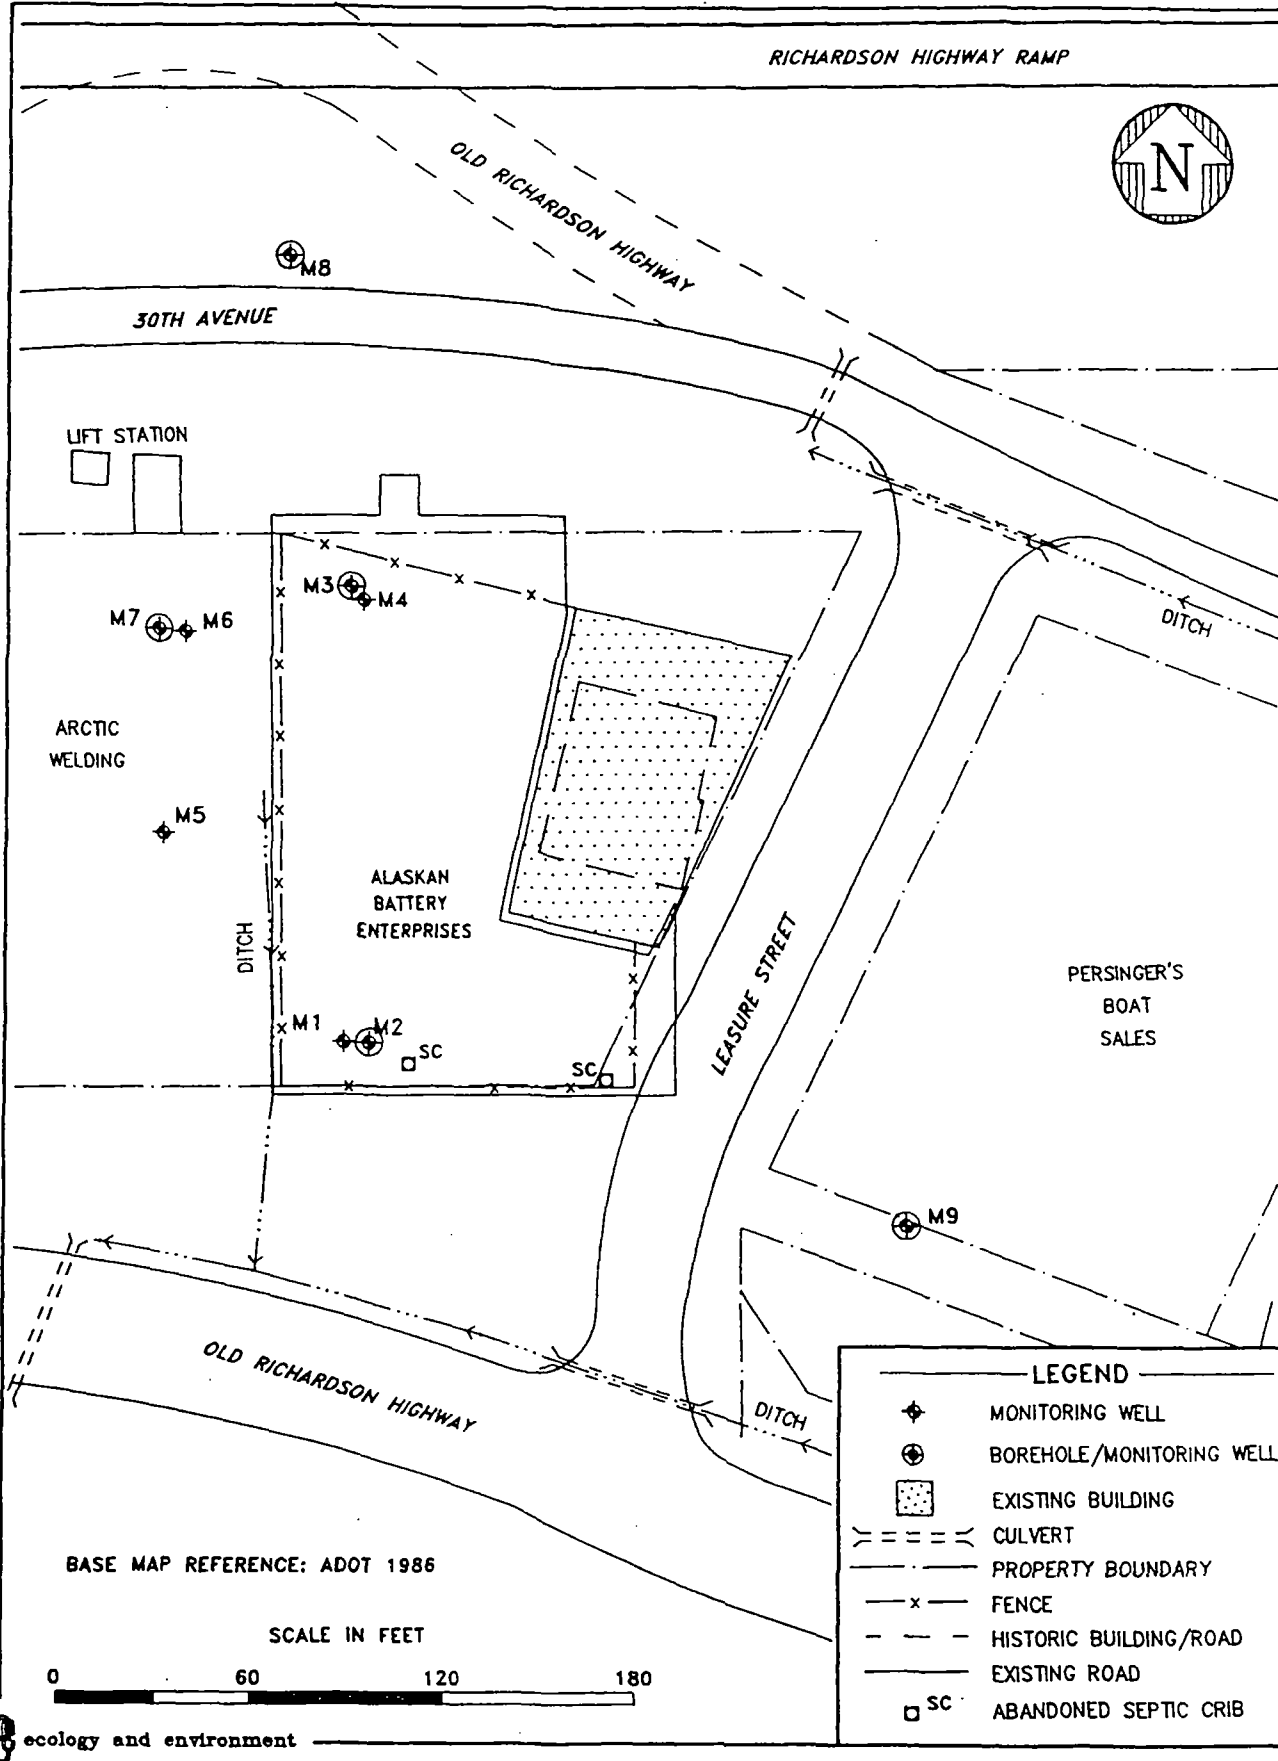 RICHARDSON HIGHWAY RAMP
N
OLD RICHARDSON HIGHWAY
M8
30TH AVENUE
LIFT STATION
M3
M4
M7
M6
DITCH
ARCTIC
WELDING
M5
ALASKAN
BATTERY
ENTERPRISES
DITCH
LEASURE STREET
PERSINGER'S
BOAT
SALES
M1
M2
SC
SC
M9
OLD RICHARDSON HIGHWAY
DITCH
LEGEND
MONITORING WELL
BOREHOLE/MONITORING WELL
EXISTING BUILDING
CULVERT
PROPERTY BOUNDARY
FENCE
HISTORIC BUILDING/ROAD
EXISTING ROAD
SC ABANDONED SEPTIC CRIB
BASE MAP REFERENCE: ADOT 1986
SCALE IN FEET
0 60 120 180
ecology and environment